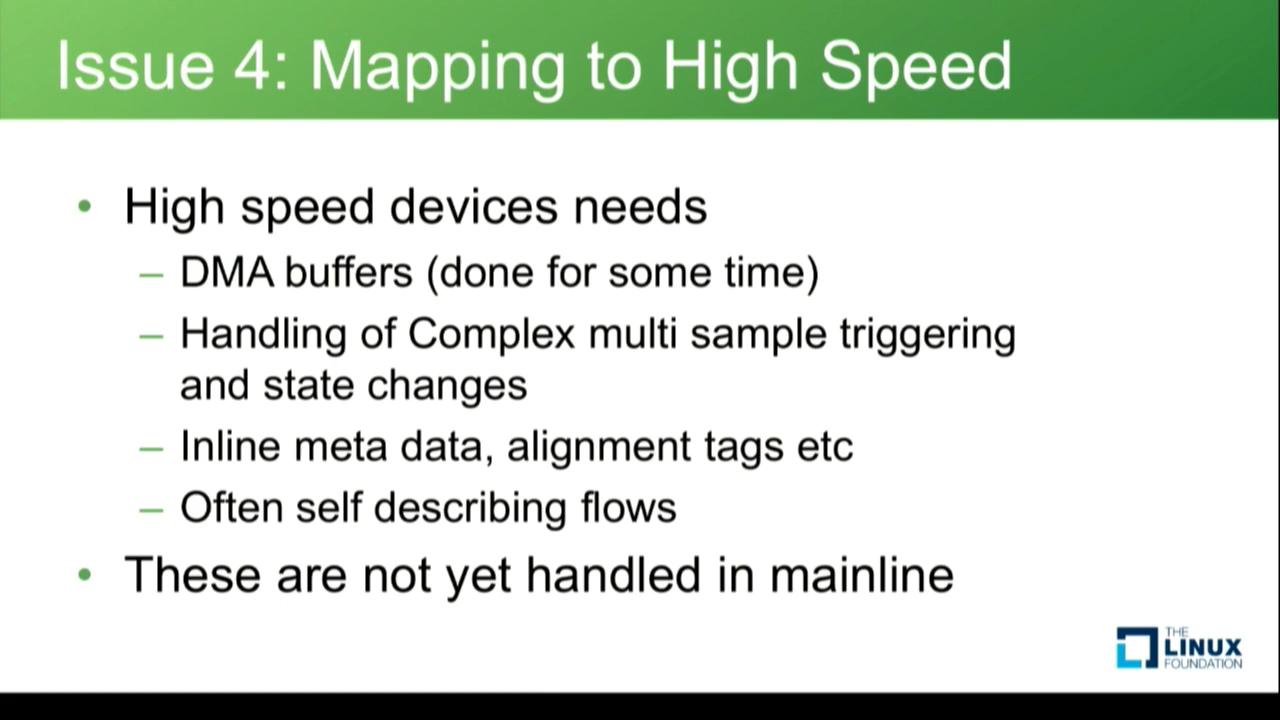 Issue 4: Mapping to High Speed
• High speed devices needs
– DMA buffers (done for some time)
– Handling of Complex multi sample triggering
and state changes
– Inline meta data, alignment tags etc
– Often self describing flows
• These are not yet handled in mainline
THE
LINUX
FOUNDATION